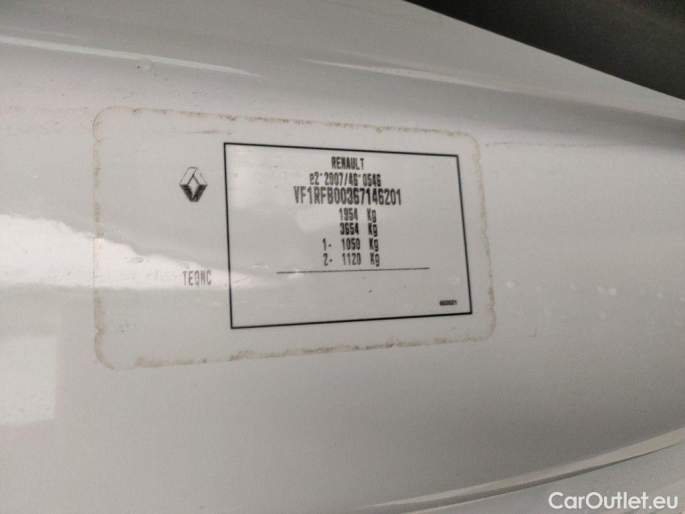 RENAULT
e2*2007/46*0546
VF1RFB00367146201
1954 Kg
3654 Kg
1- 1050 Kg
2- 1120 Kg
TEQNC
CarOutlet.eu